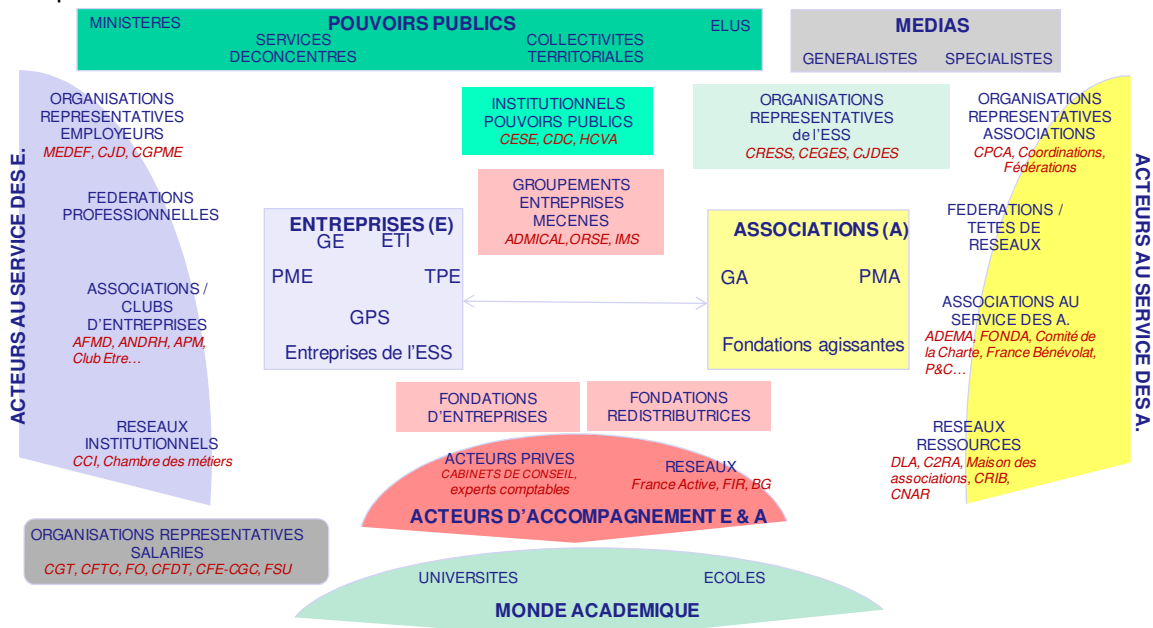 MINISTERES
POUVOIRS PUBLICS
ELUS
SERVICES
DECONCENTRES
COLLECTIVITES
TERRITORIALES
MEDIAS
GENERALISTES
SPECIALISTES
ACTEURS AU SERVICE DES E.
ORGANISATIONS
REPRESENTATIVES
EMPLOYEURS
MEDEF, CJD, CGPME
FEDERATIONS
PROFESSIONNELLES
ASSOCIATIONS /
CLUBS
D'ENTREPRISES
AFMD, ANDRH, APM,
Club Etre…
RESEAUX
INSTITUTIONNELS
CCI, Chambre des métiers
INSTITUTIONNELS
POUVOIRS PUBLICS
CESE, CDC, HCVA
ORGANISATIONS
REPRESENTATIVES
de l'ESS
CRESS, CEGES, CJDES
GROUPEMENTS
ENTREPRISES
MECENES
ADMICAL,ORSE, IMS
ENTREPRISES (E)
GE
ETI
PME
TPE
GPS
Entreprises de l'ESS
ASSOCIATIONS (A)
GA
PMA
Fondations agissantes
ORGANISATIONS
REPRESENTATIVES
ASSOCIATIONS
CPCA, Coordinations,
Fédérations
FEDERATIONS /
TETES DE
RESEAUX
ASSOCIATIONS AU
SERVICE DES A.
ADEMA, FONDA, Comité de
la Charte, France Bénévolat,
P&C…
RESEAUX
RESSOURCES
DLA, C2RA, Maison des
associations, CRIB,
CNAR
ACTEURS AU SERVICE DES A.
FONDATIONS
D'ENTREPRISES
FONDATIONS
REDISTRIBUTRICES
ACTEURS PRIVES
CABINETS DE CONSEIL,
experts comptables
RESEAUX
France Active, FIR, BG
ACTEURS D'ACCOMPAGNEMENT E & A
ORGANISATIONS REPRESENTATIVES
SALARIES
CGT, CFTC, FO, CFDT, CFE-CGC, FSU
UNIVERSITES
ECOLES
MONDE ACADEMIQUE